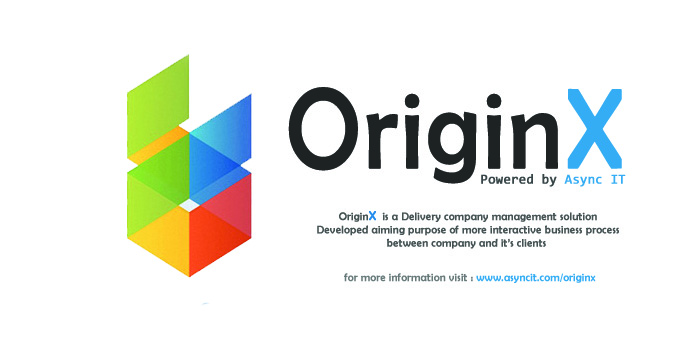 OriginX
Powered by Async IT
OriginX is a Delivery company management solution
Developed aiming purpose of more interactive business process
between company and it's clients
for more information visit : www.asyncit.com/originx